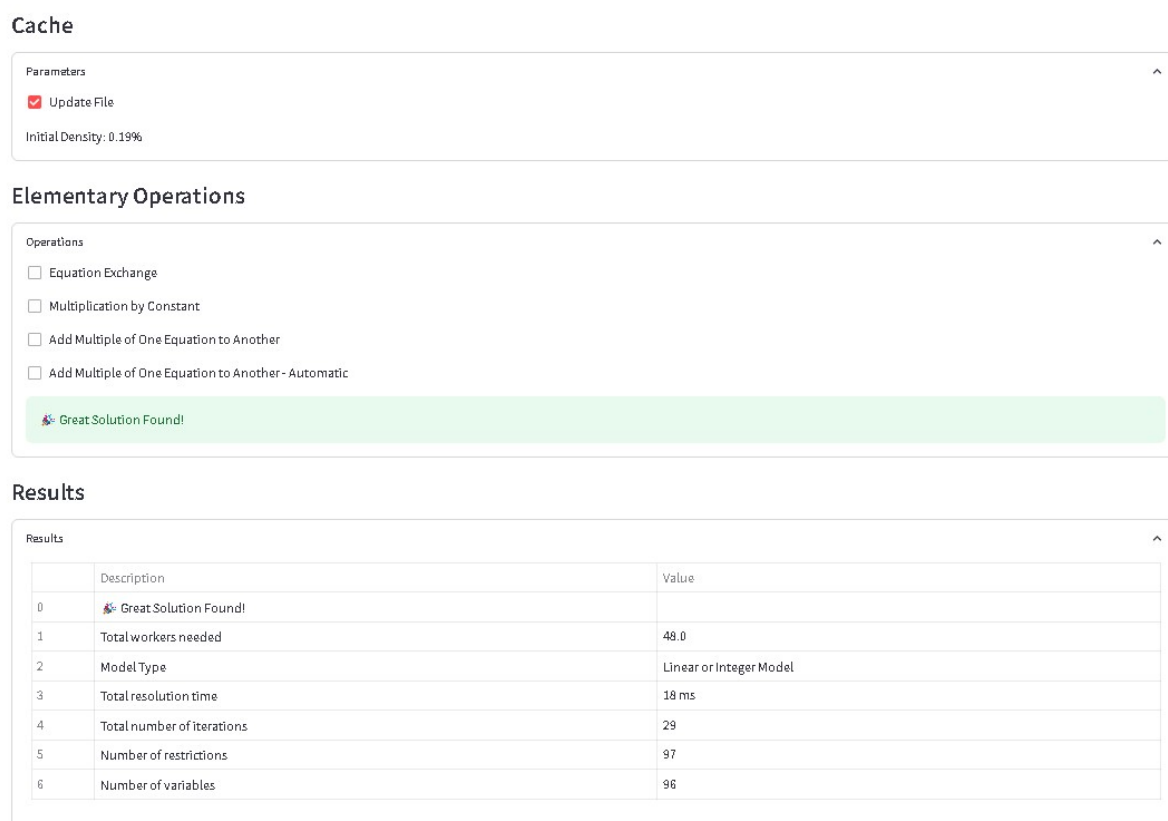 Cache
Parameters
Update File
Initial Density: 0.19%
Elementary Operations
Operations
Equation Exchange
Multiplication by Constant
Add Multiple of One Equation to Another
Add Multiple of One Equation to Another - Automatic
🎉 Great Solution Found!
Results
Results
Description Value
0 🎉 Great Solution Found!
1 Total workers needed 48.0
2 Model Type Linear or Integer Model
3 Total resolution time 18 ms
4 Total number of iterations 29
5 Number of restrictions 97
6 Number of variables 96